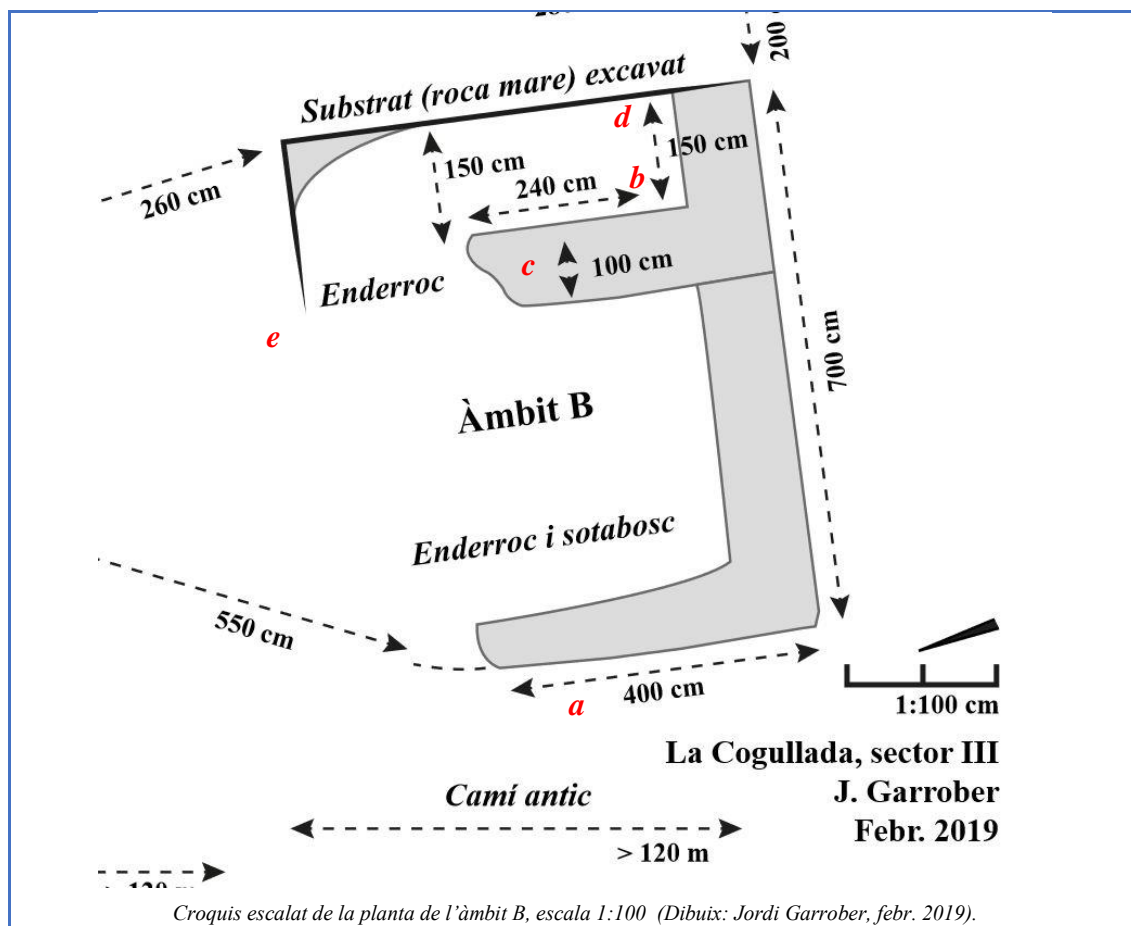 200
Substrat (roca mare) excavat
d
150 cm
150 cm
b
240 cm
260 cm
c
100 cm
Enderroc
e
700 cm
Àmbit B
Enderroc i sotabosc
550 cm
400 cm
a
1:100 cm
La Cogullada, sector III
J. Garrober
Febr. 2019
Camí antic
> 120 m
Croquis escalat de la planta de l’àmbit B, escala 1:100 (Dibuix: Jordi Garrober, febr. 2019).